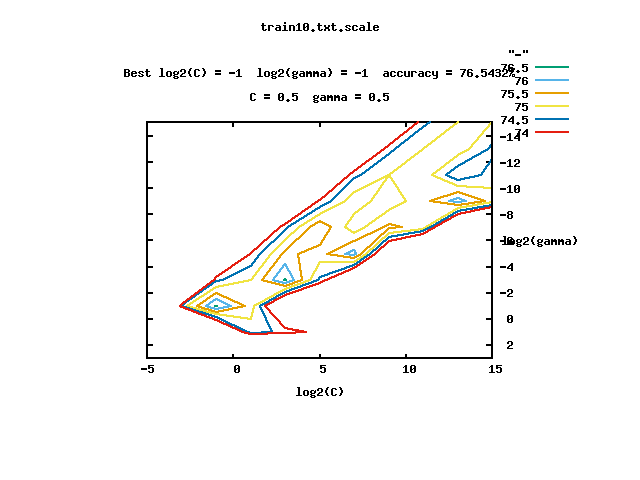 train10.txt.scale
"-"
Best log2(C) = -1  log2(gamma) = -1  accuracy = 76.5432%
76.5
76
C = 0.5  gamma = 0.5
75.5
75
74.5
74
-14
-12
-10
-8
-6
log2(gamma)
-4
-2
0
2
-5 0 5 10 15
log2(C)